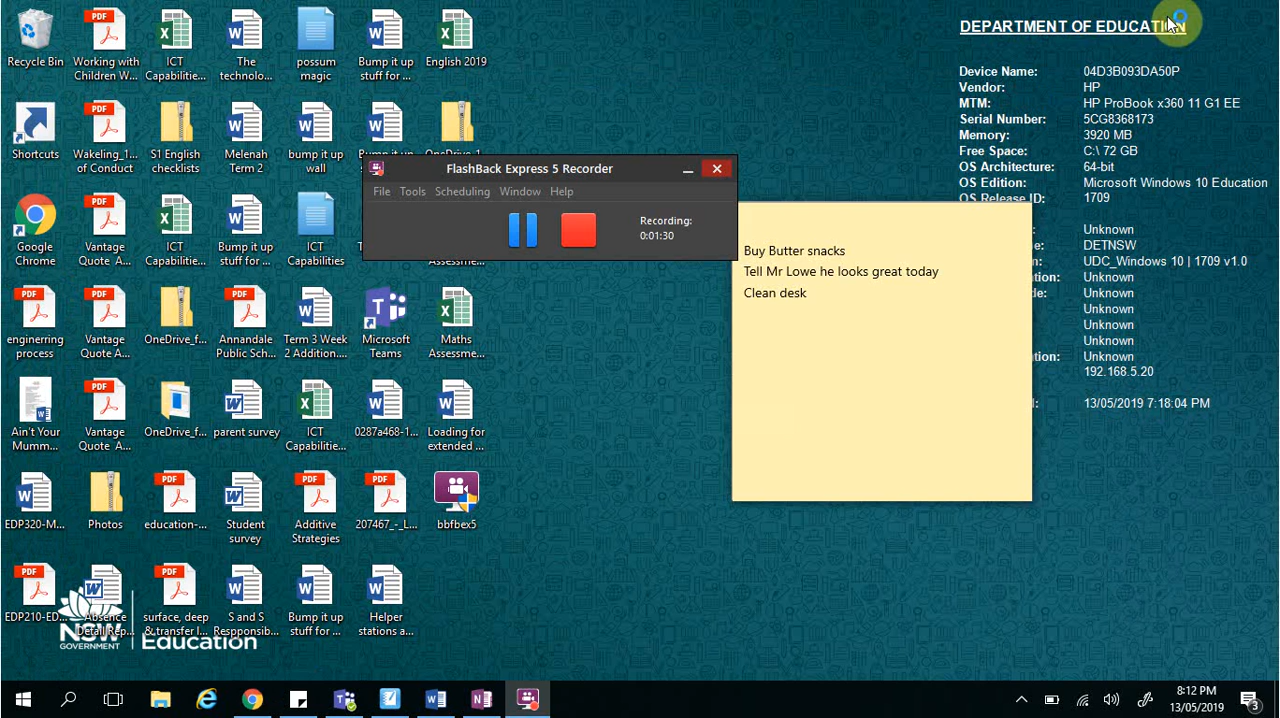 Recycle Bin
Working with
Children W...
ICT
Capabilities
The
technolo...
possum
magic
Bump it up
stuff for ...
English 2019
Shortcuts
Wakeling_1...
of Conduct
S1 English
checklists
Melenah
Term 2
bump it up
wall
Bump it up
OneDrive_1
Google
Chrome
Vantage
Quote A...
ICT
Capabiliti...
Bump it up
stuff for ...
ICT
Capabilities
Assessme...
enginerring
process
Vantage
Quote A...
OneDrive_f...
Annandale
Public Sch...
Term 3 Week
2 Addition....
Microsoft
Teams
Maths
Assessme...
Ain't Your
Mumm...
Vantage
Quote A...
OneDrive_f...
parent survey
ICT
Capabilitie...
0287a468-1...
Loading for
extended ...
EDP320-M...
Photos
education-...
Student
survey
Additive
Strategies
207467_-_L...
bbfbex5
EDP210-ED...
Absence
Detail Rep...
surface, deep
& transfer l...
S and S
Respponsib...
Bump it up
stuff for ...
Helper
stations a...
NSW
GOVERNMENT
Education
FlashBack Express 5 Recorder
File Tools Scheduling Window Help
Recording:
0:01:30
Buy Butter snacks
Tell Mr Lowe he looks great today
Clean desk
DEPARTMENT OF EDUCATION
Device Name: 04D3B093DA50P
Vendor: HP
MTM: HP ProBook x360 11 G1 EE
Serial Number: 5CG8368173
Memory: 3920 MB
Free Space: C:\ 72 GB
OS Architecture: 64-bit
OS Edition: Microsoft Windows 10 Education
OS Release ID: 1709
Unknown
DETNSW
UDC_Windows 10 | 1709 v1.0
Unknown
Unknown
Unknown
Unknown
Unknown
Unknown
192.168.5.20
13/05/2019 7:18:04 PM
8:12 PM
13/05/2019
3